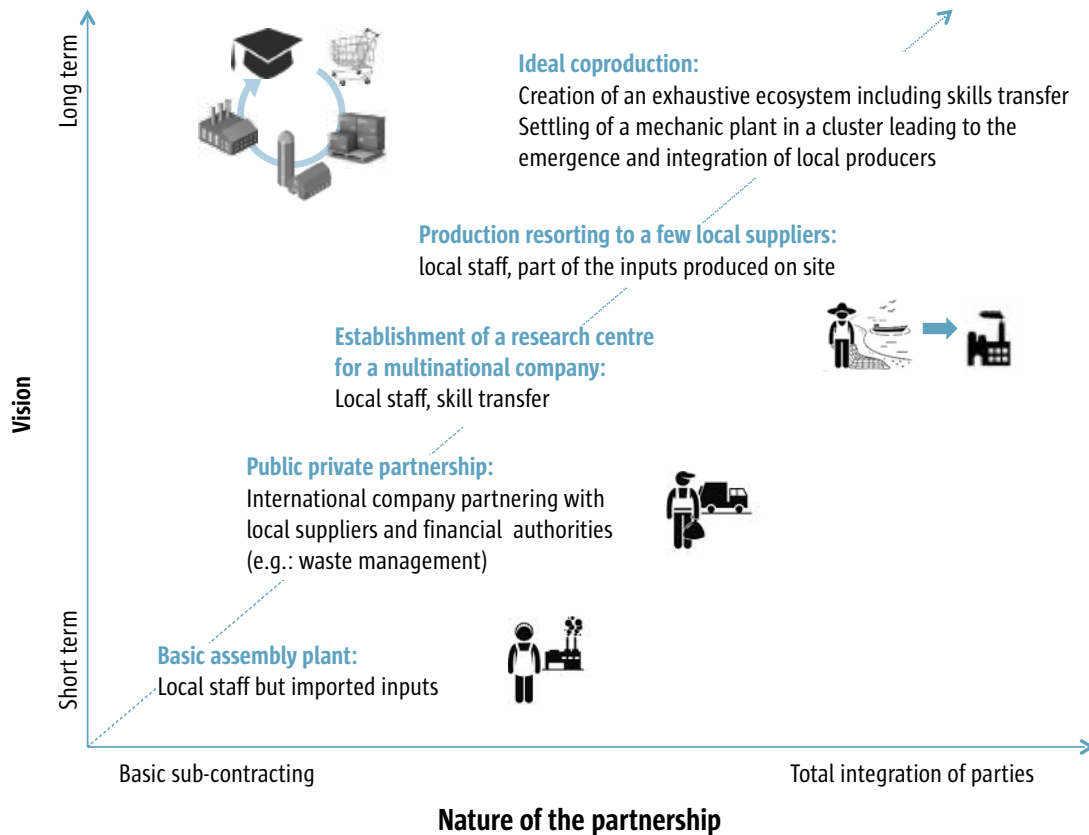 Long term
Ideal coproduction:
Creation of an exhaustive ecosystem including skills transfer
Settling of a mechanic plant in a cluster leading to the
emergence and integration of local producers
Production resorting to a few local suppliers:
local staff, part of the inputs produced on site
Establishment of a research centre
for a multinational company:
Local staff, skill transfer
Vision
Public private partnership:
International company partnering with
local suppliers and financial  authorities
(e.g.: waste management)
Short term
Basic assembly plant:
Local staff but imported inputs
Basic sub-contracting
Total integration of parties
Nature of the partnership